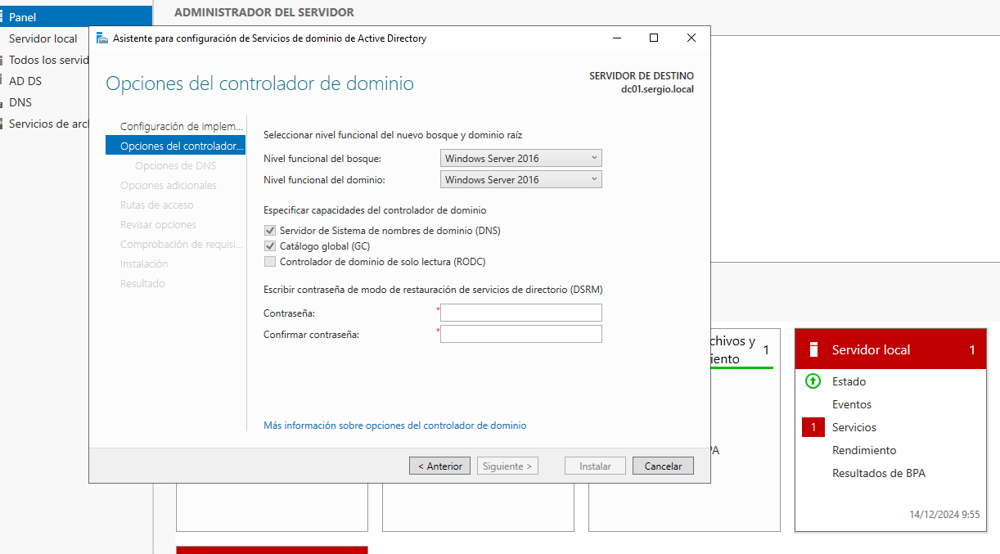 ADMINISTRADOR DEL SERVIDOR
Panel
Servidor local
Todos los servid
AD DS
DNS
Servicios de arc
Asistente para configuración de Servicios de dominio de Active Directory
Opciones del controlador de dominio
SERVIDOR DE DESTINO
dc01.sergio.local
Configuración de implem...
Opciones del controlador...
Opciones de DNS
Opciones adicionales
Rutas de acceso
Revisar opciones
Comprobación de requisi...
Instalación
Resultado
Seleccionar nivel funcional del nuevo bosque y dominio raíz
Nivel funcional del bosque: Windows Server 2016
Nivel funcional del dominio: Windows Server 2016
Especificar capacidades del controlador de dominio
Servidor de Sistema de nombres de dominio (DNS)
Catálogo global (GC)
Controlador de dominio de solo lectura (RODC)
Escribir contraseña de modo de restauración de servicios de directorio (DSRM)
Contraseña: *
Confirmar contraseña: *
Más información sobre opciones del controlador de dominio
< Anterior Siguiente > Instalar Cancelar
chivos y 1
iento
PA
Servidor local 1
Estado
Eventos
1 Servicios
Rendimiento
Resultados de BPA
14/12/2024 9:55